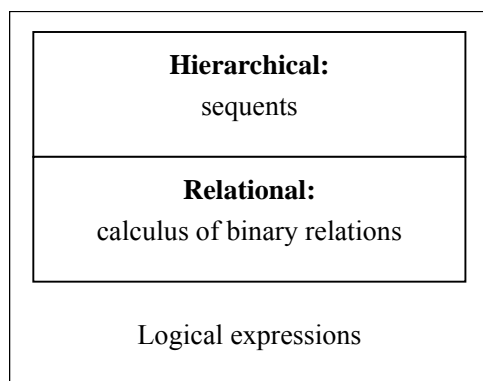 Hierarchical:
sequents
Relational:
calculus of binary relations
Logical expressions